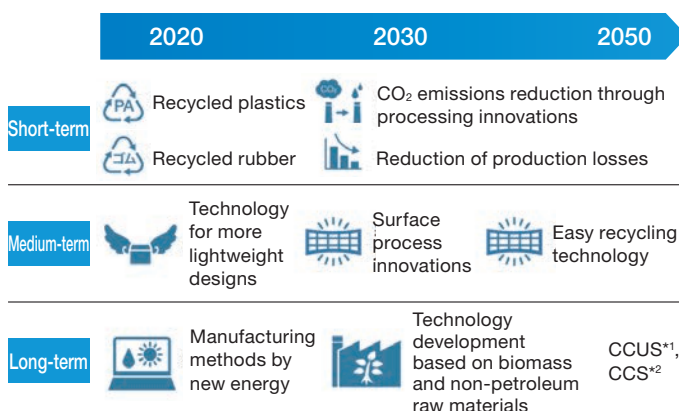 2020 2030 2050
Short-term
PA
Recycled plastics
CO₂
CO₂ emissions reduction through
processing innovations
ゴム
Recycled rubber
Reduction of production losses
Medium-term
Technology
for more
lightweight
designs
Surface
process
innovations
Easy recycling
technology
Long-term
Manufacturing
methods by
new energy
Technology
development
based on biomass
and non-petroleum
raw materials
CCUS*1,
CCS*2